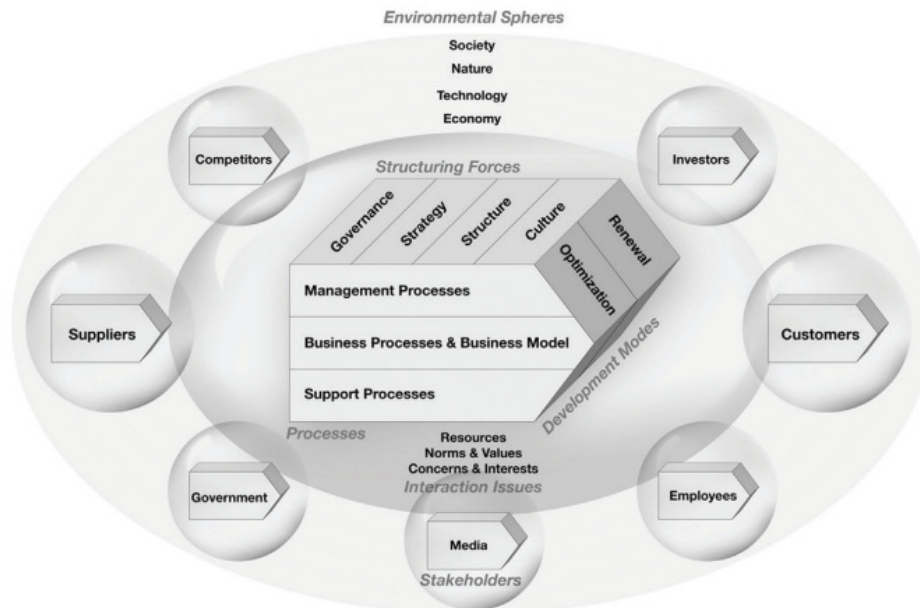 Environmental Spheres
Society
Nature
Technology
Economy
Competitors
Investors
Structuring Forces
Governance
Strategy
Structure
Culture
Renewal
Optimization
Management Processes
Suppliers
Business Processes & Business Model
Customers
Support Processes
Development Modes
Processes
Resources
Norms & Values
Concerns & Interests
Interaction Issues
Government
Employees
Media
Stakeholders